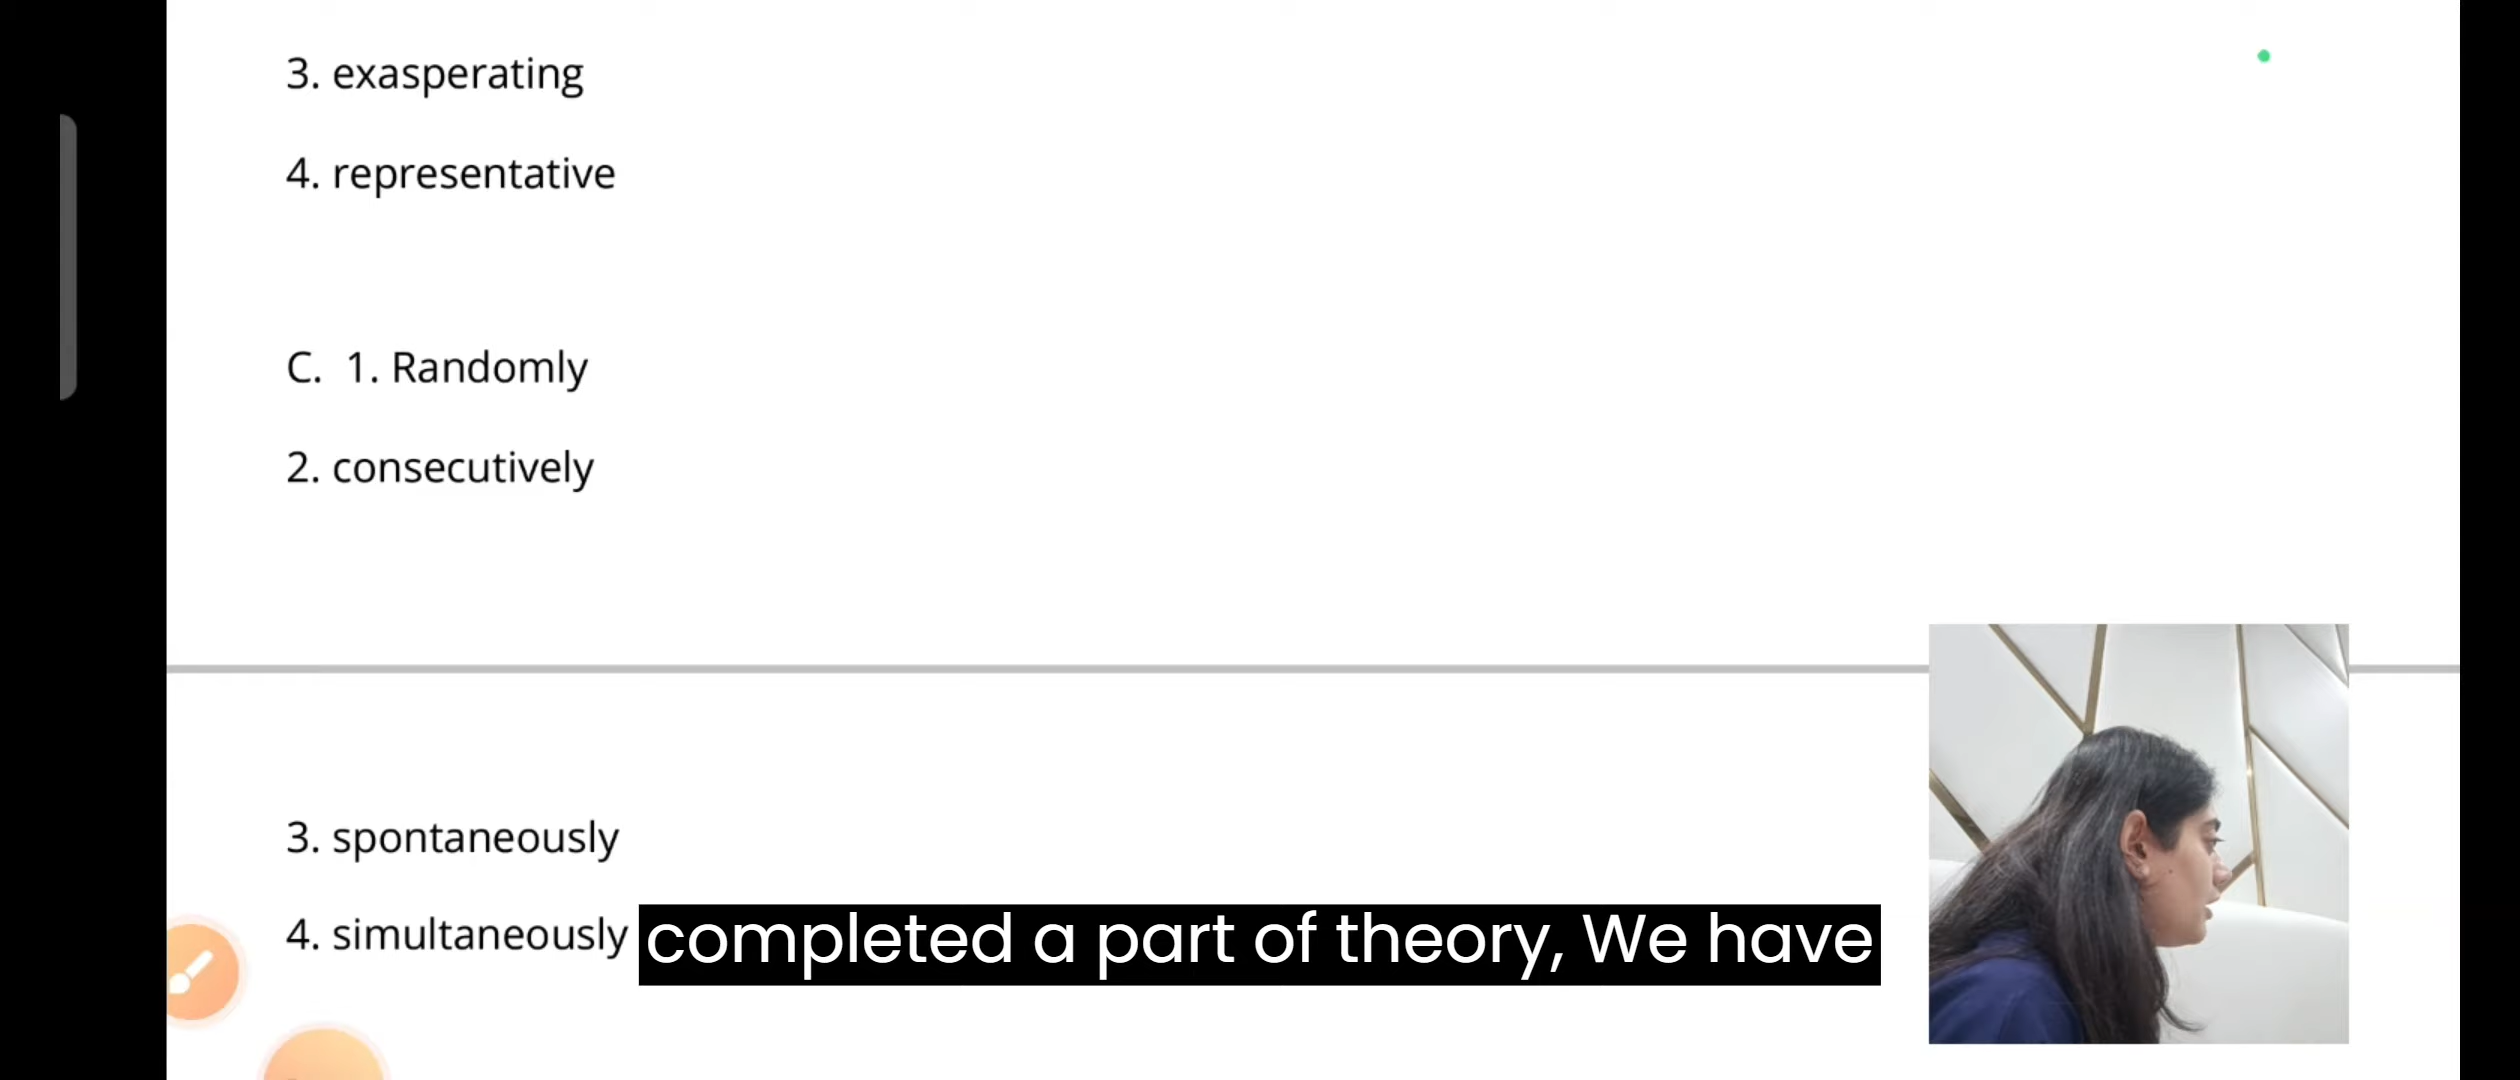 3. exasperating
4. representative
C. 1. Randomly
2. consecutively
3. spontaneously
4. simultaneously
completed a part of theory, We have